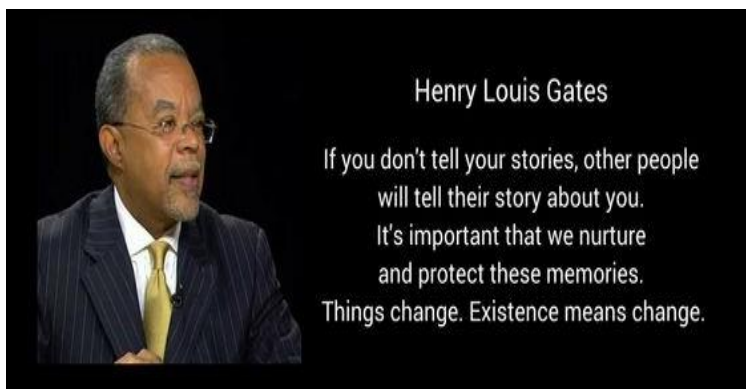 Henry Louis Gates
If you don't tell your stories, other people
will tell their story about you.
It's important that we nurture
and protect these memories.
Things change. Existence means change.